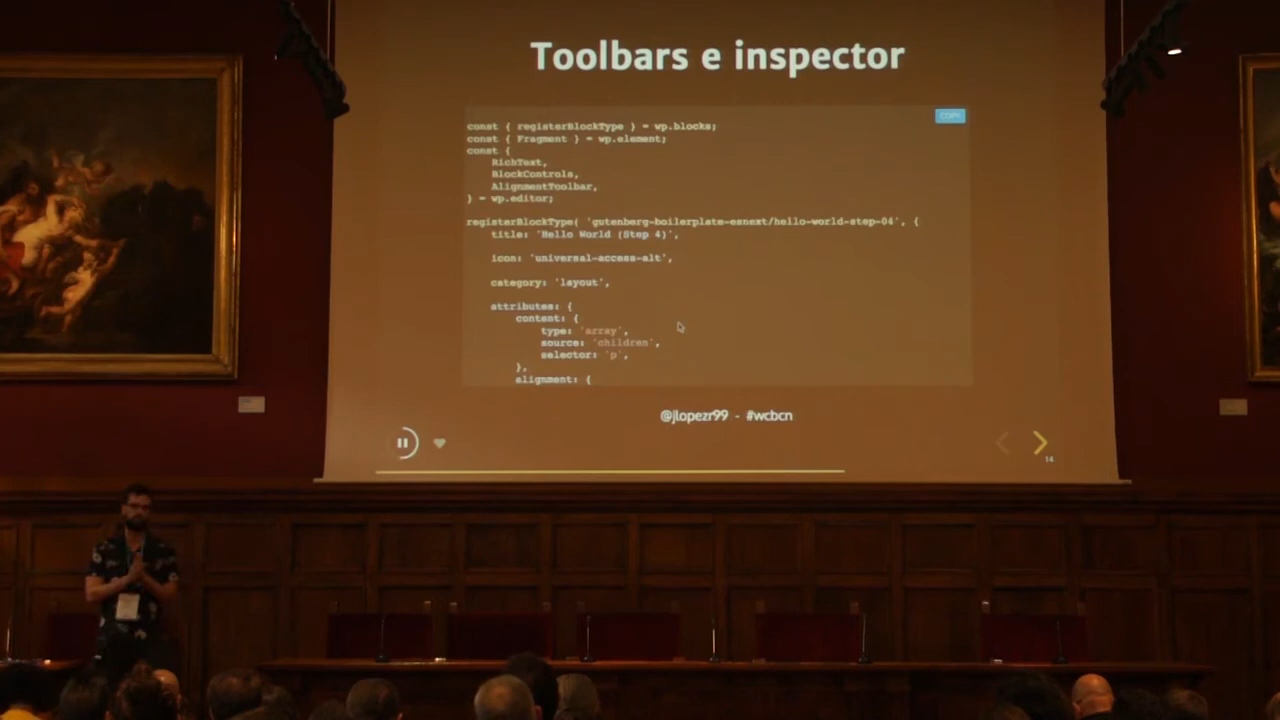 Toolbars e inspector
COPY
const { registerBlockType } = wp.blocks;
const { Fragment } = wp.element;
const {
RichText,
BlockControls,
AlignmentToolbar,
} = wp.editor;
registerBlockType( 'gutenberg-boilerplate-esnext/hello-world-step-04', {
title: 'Hello World (Step 4)',
icon: 'universal-access-alt',
category: 'layout',
attributes: {
content: {
type: 'array',
source: 'children',
selector: 'p',
},
alignment: {
@jlopezr99 - #wcbcn
14